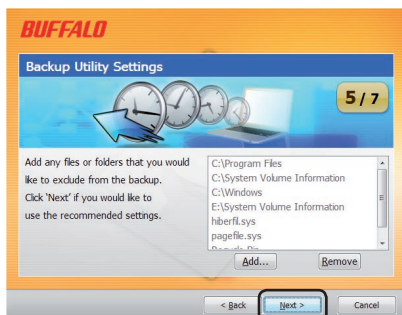 BUFFALO
Backup Utility Settings
5 / 7
Add any files or folders that you would
like to exclude from the backup.
Click 'Next' if you would like to
use the recommended settings.
C:\Program Files
C:\System Volume Information
C:\Windows
E:\System Volume Information
hiberfil.sys
pagefile.sys
Add...
Remove
< Back
Next >
Cancel